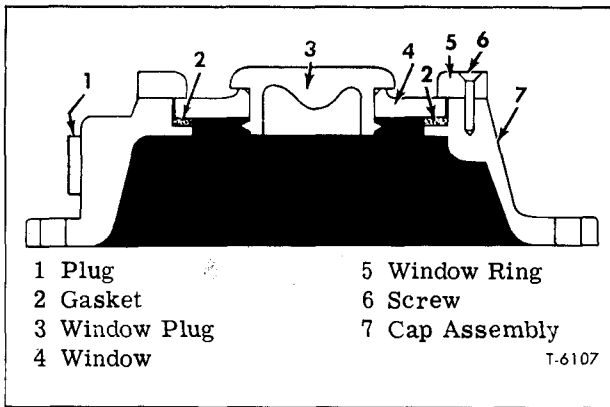 1 2 3 4 2 5 6 7
1 Plug
2 Gasket
3 Window Plug
4 Window
5 Window Ring
6 Screw
7 Cap Assembly
T-6107